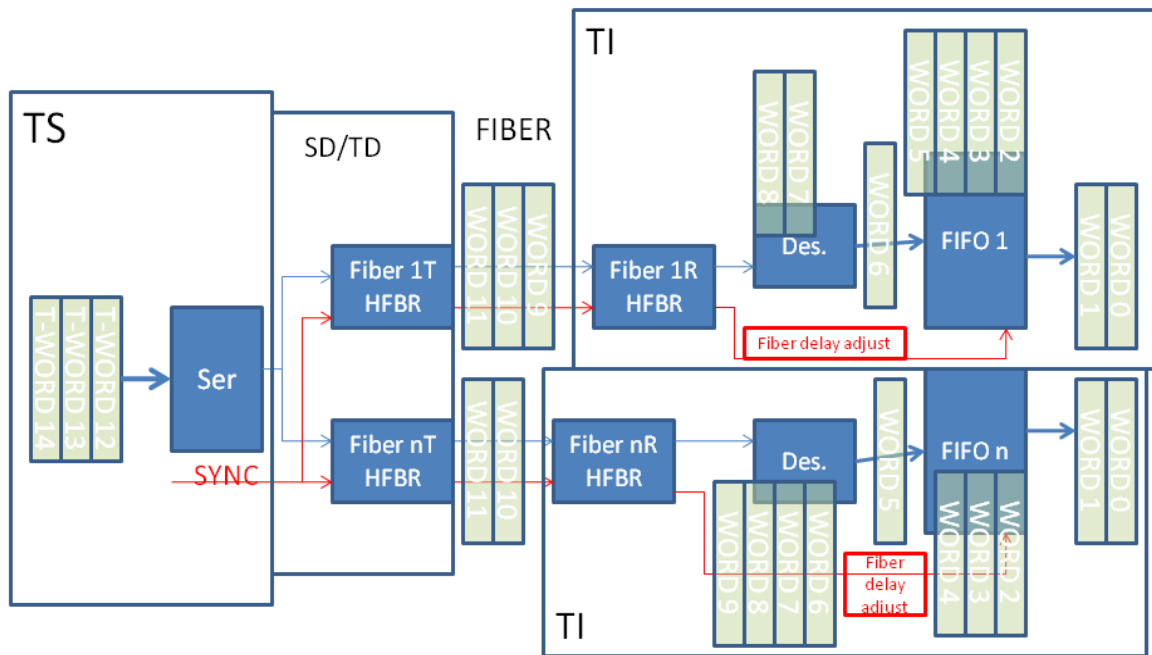 TS
SD/TD
FIBER
TI
T-WORD 14
T-WORD 13
T-WORD 12
Ser
SYNC
Fiber 1T
HFBR
WORD 11
WORD 10
WORD 9
Fiber 1R
HFBR
WORD 8
WORD 7
Des.
WORD 6
WORD 5
WORD 4
WORD 3
WORD 2
FIFO 1
WORD 1
WORD 0
Fiber delay adjust
Fiber nT
HFBR
WORD 11
WORD 10
Fiber nR
HFBR
Des.
WORD 9
WORD 8
WORD 7
WORD 6
WORD 5
FIFO n
WORD 4
WORD 3
WORD 2
WORD 1
WORD 0
Fiber
delay
adjust
TI